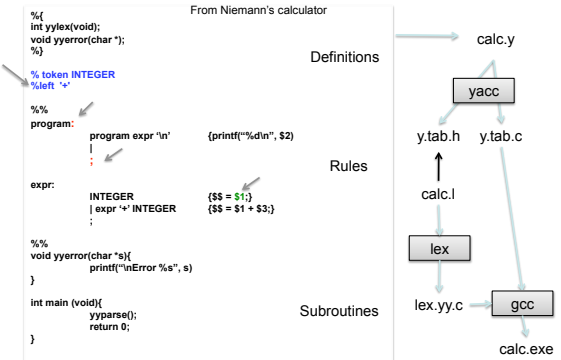 From Niemann's calculator
%{
int yylex(void);
void yyerror(char *);
%}
Definitions
% token INTEGER
%left '+'
%%
program:
program expr '\n' {printf("%d\n", $2)
|
;
Rules
expr:
INTEGER {$$ = $1;}
| expr '+' INTEGER {$$ = $1 + $3;}
;
%%
void yyerror(char *s){
printf("\nError %s", s)
}
Subroutines
int main (void){
yyparse();
return 0;
}
calc.y
yacc
y.tab.h y.tab.c
calc.l
lex
lex.yy.c gcc
calc.exe